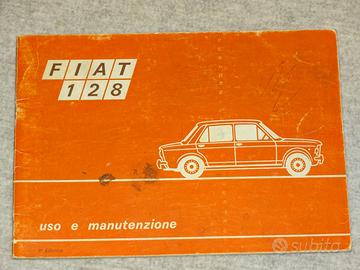 FIAT
128
uso e manutenzione
subito